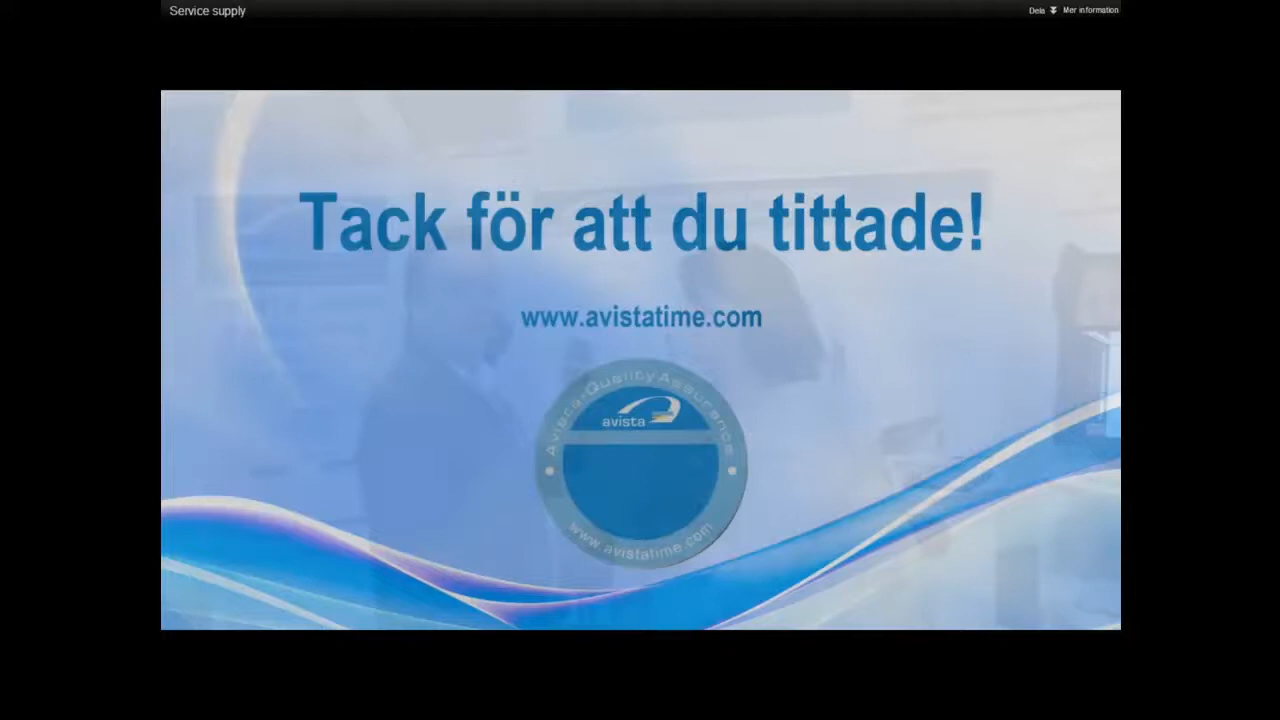 Service supply
Dela Mer information
Tack för att du tittade!
www.avistatime.com
Avista Quality Assurance
avista
www.avistatime.com